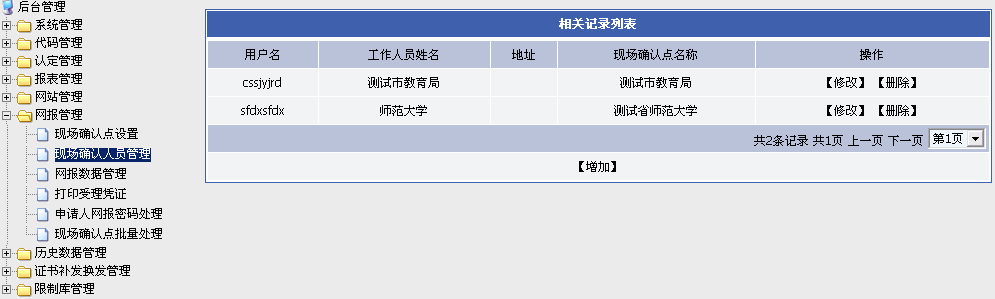 后台管理
系统管理
代码管理
认定管理
报表管理
网站管理
网报管理
现场确认点设置
现场确认人员管理
网报数据管理
打印受理凭证
申请人网报密码处理
现场确认点批量处理
历史数据管理
证书补发换发管理
限制库管理
相关记录列表
用户名 工作人员姓名 地址 现场确认点名称 操作
cssjyjrd 测试市教育局 测试市教育局 【修改】 【删除】
sfdxsfdx 师范大学 测试省师范大学 【修改】 【删除】
共2条记录 共1页 上一页 下一页 第1页
【增加】